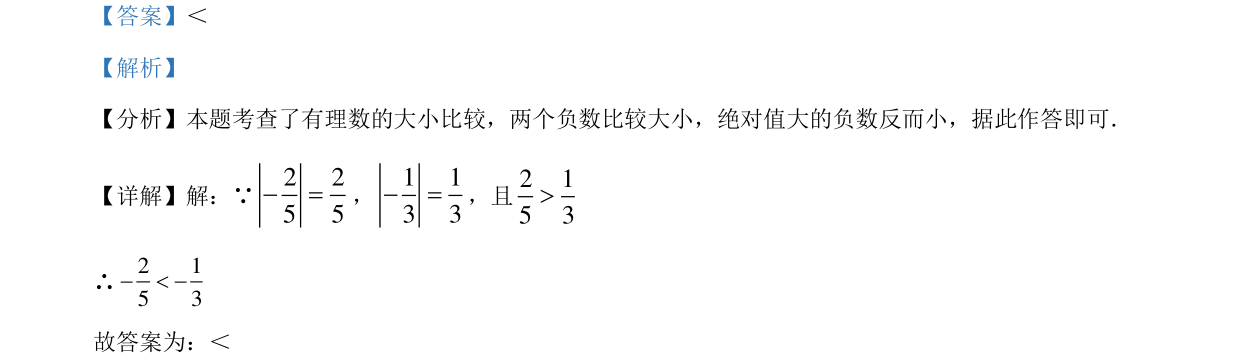 【答案】<
【解析】
【分析】本题考查了有理数的大小比较，两个负数比较大小，绝对值大的负数反而小，据此作答即可．
【详解】解：∵|−2/5|=2/5，|−1/3|=1/3，且2/5>1/3
∴−2/5<−1/3
故答案为：<